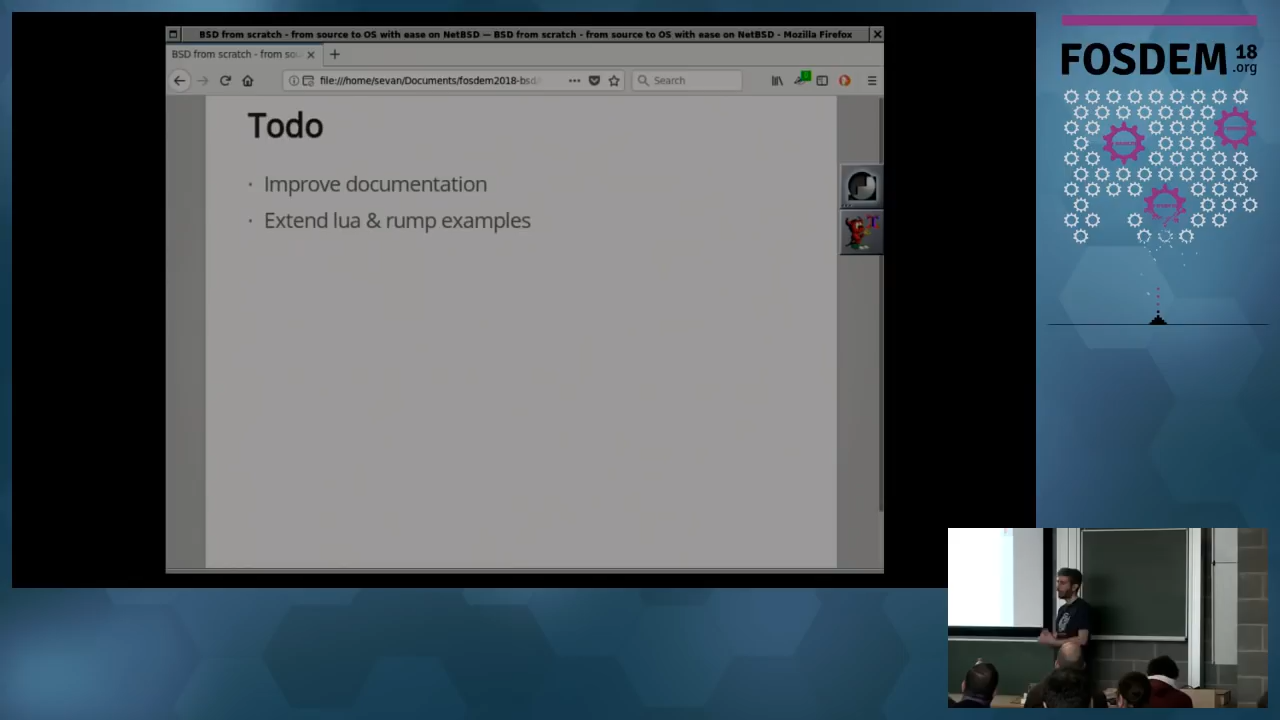 BSD from scratch - from source to OS with ease on NetBSD — BSD from scratch - from source to OS with ease on NetBSD - Mozilla Firefox
BSD from scratch - from sou
file:///home/sevan/Documents/fosdem2018-bsd
Search
Todo
· Improve documentation
· Extend lua & rump examples
FOSDEM 18
.org